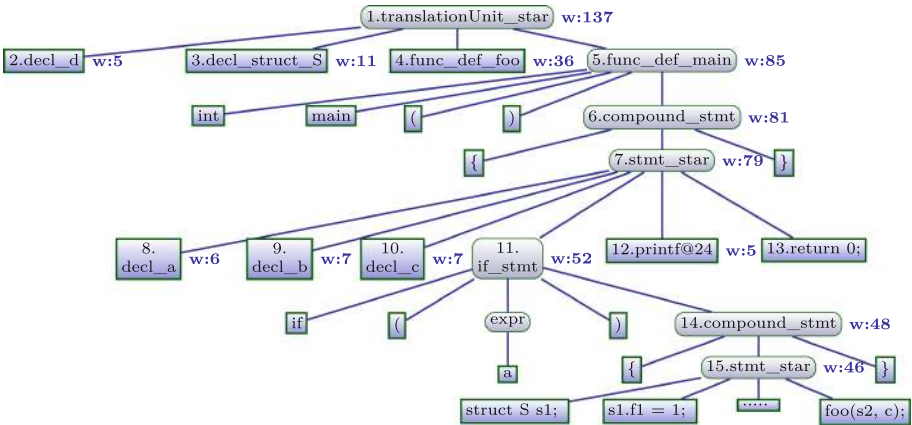 1.translationUnit_star w:137
2.decl_d w:5 3.decl_struct_S w:11 4.func_def_foo w:36 5.func_def_main w:85
int main ( )
6.compound_stmt w:81
{ 7.stmt_star w:79 }
8. decl_a w:6 9. decl_b w:7 10. decl_c w:7 11. if_stmt w:52 12.printf@24 w:5 13.return 0;
if ( expr ) 14.compound_stmt w:48
a { 15.stmt_star w:46 }
struct S s1; s1.f1 = 1; ..... foo(s2, c);